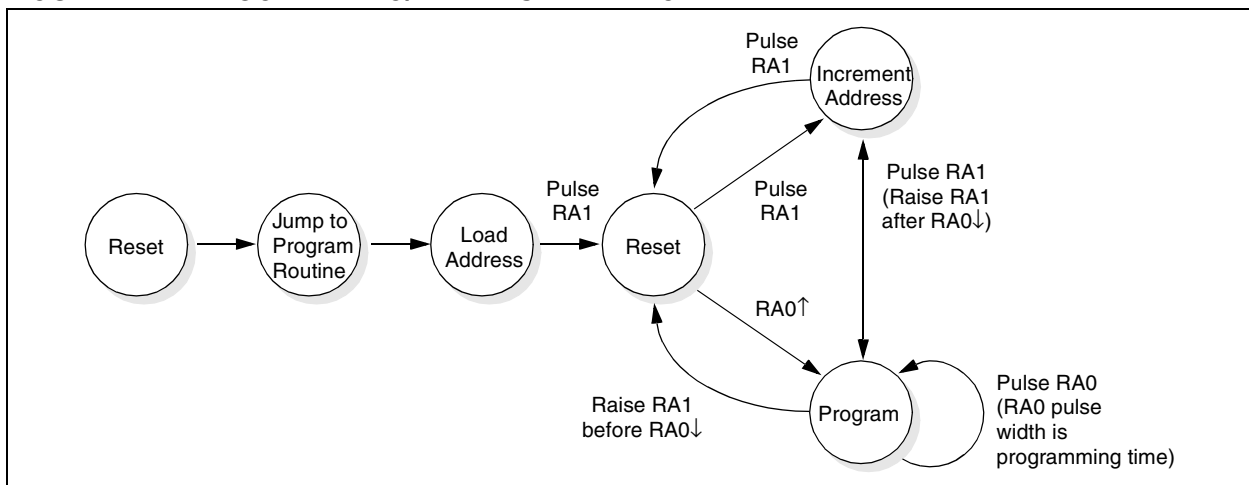 Reset
Jump to
Program
Routine
Load
Address
Pulse
RA1
Reset
Pulse
RA1
Pulse
RA1
Increment
Address
Pulse RA1
(Raise RA1
after RA0↓)
RA0↑
Raise RA1
before RA0↓
Program
Pulse RA0
(RA0 pulse
width is
programming time)